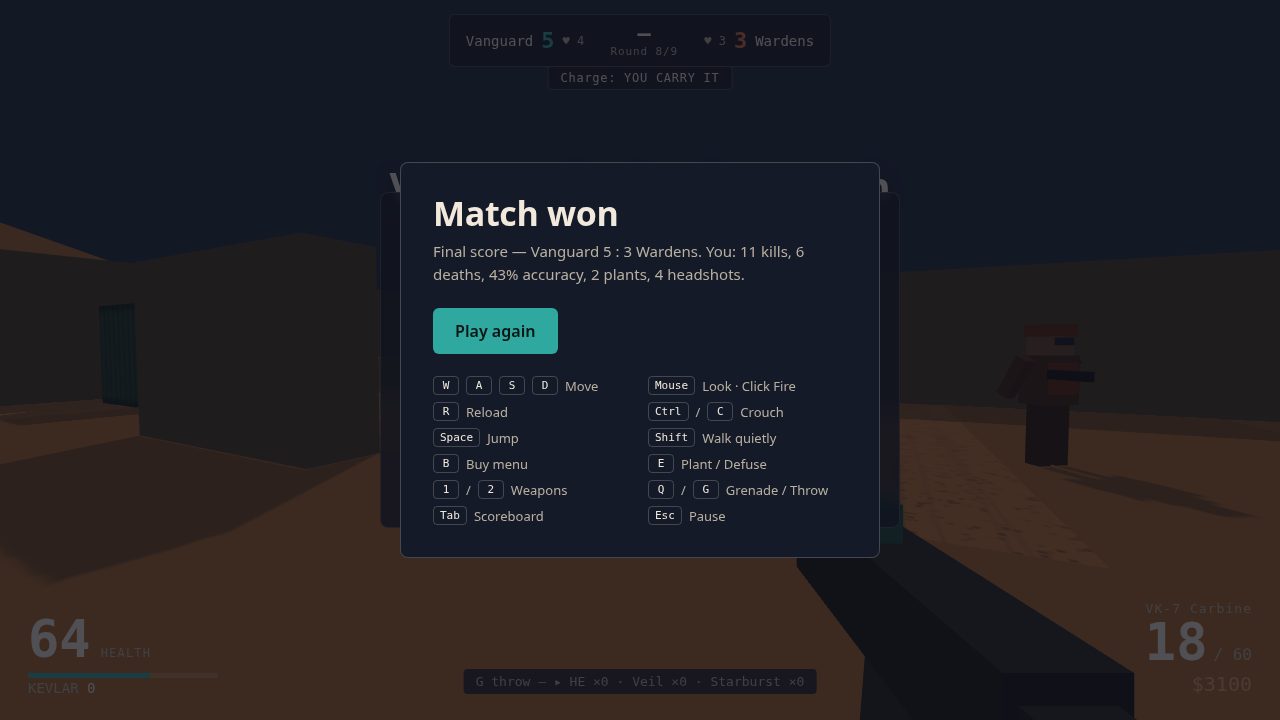 Vanguard 5 ♥ 4 — ♥ 3 3 Wardens
Round 8/9
Charge: YOU CARRY IT
Match won
Final score — Vanguard 5 : 3 Wardens. You: 11 kills, 6
deaths, 43% accuracy, 2 plants, 4 headshots.
Play again
W A S D Move
Mouse Look · Click Fire
R Reload
Ctrl / C Crouch
Space Jump
Shift Walk quietly
B Buy menu
E Plant / Defuse
1 / 2 Weapons
Q / G Grenade / Throw
Tab Scoreboard
Esc Pause
64 HEALTH
KEVLAR 0
G throw — ▸ HE ×0 · Veil ×0 · Starburst ×0
VK-7 Carbine
18 / 60
$3100